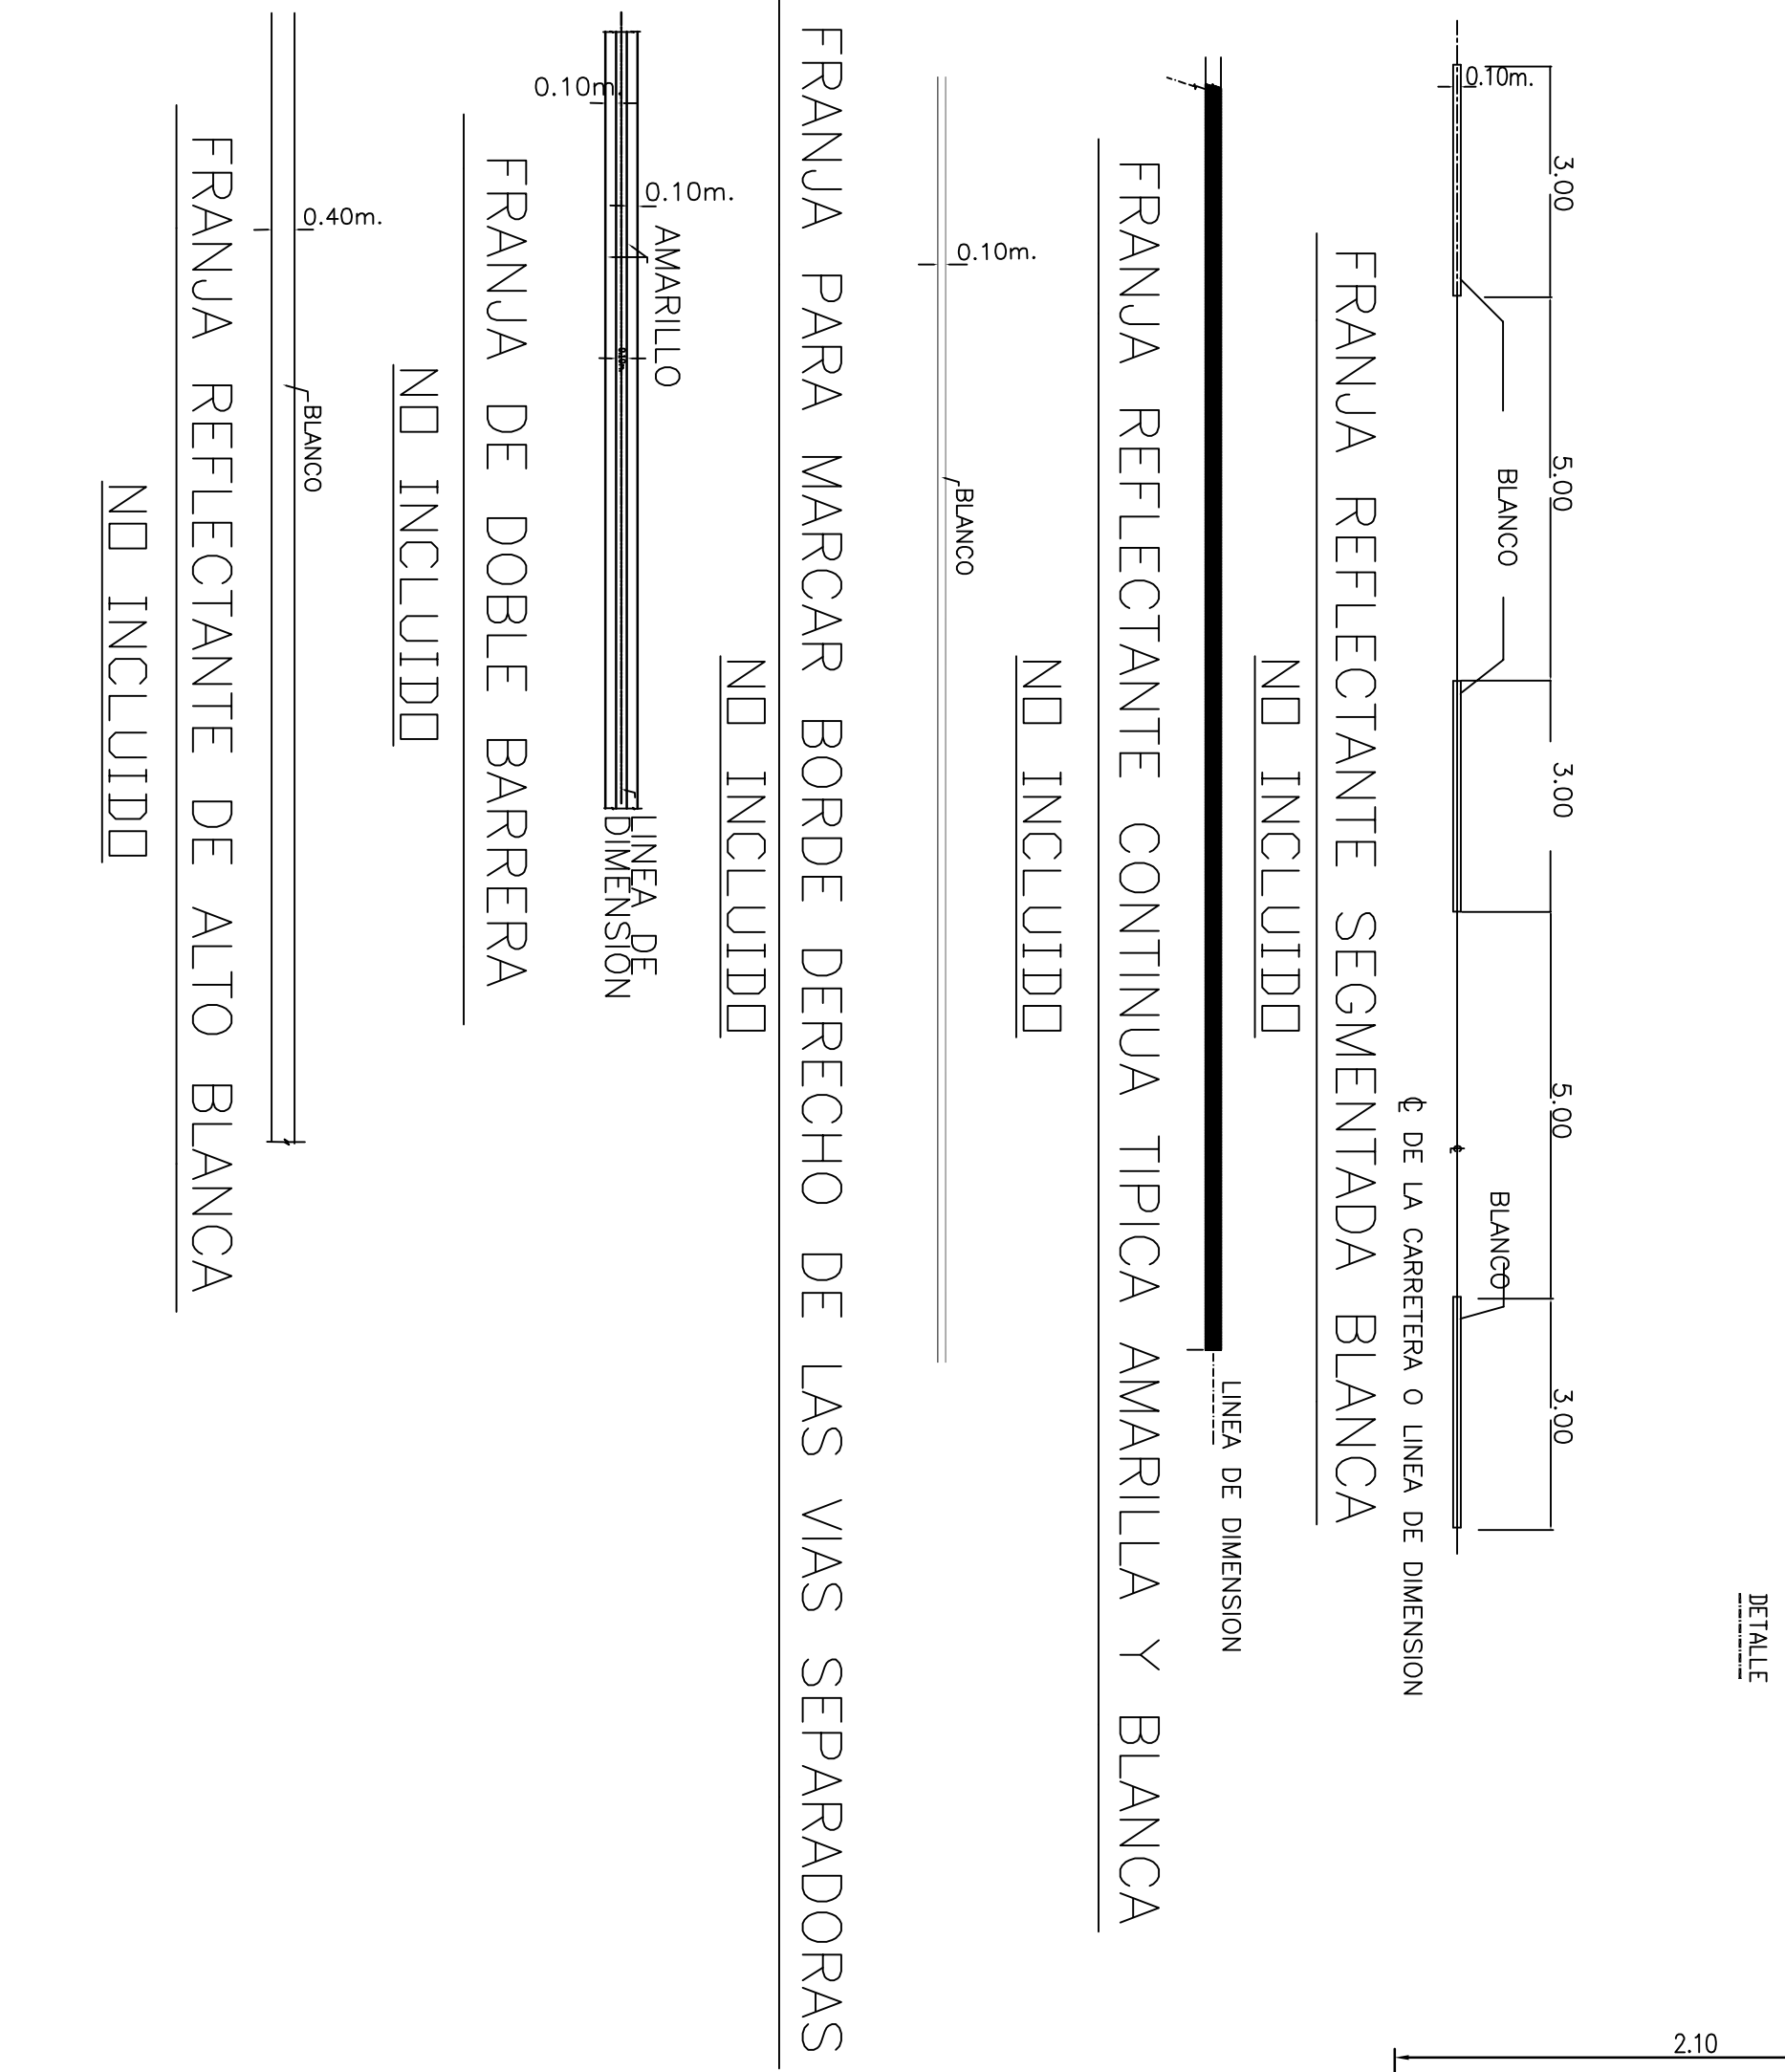 DETALLE
3.00
5.00
3.00
5.00
3.00
0.10m.
BLANCO
BLANCO
℄ DE LA CARRETERA O LINEA DE DIMENSION
FRANJA REFLECTANTE SEGMENTADA BLANCA
NO INCLUIDO
LINEA DE DIMENSION
FRANJA REFLECTANTE CONTINUA TIPICA AMARILLA Y BLANCA
NO INCLUIDO
0.10m.
BLANCO
FRANJA PARA MARCAR BORDE DERECHO DE LAS VIAS SEPARADORAS
NO INCLUIDO
0.10m.
0.10m.
AMARILLO
0.10m.
LINEA DE
DIMENSION
FRANJA DE DOBLE BARRERA
NO INCLUIDO
0.40m.
BLANCO
FRANJA REFLECTANTE DE ALTO BLANCA
NO INCLUIDO
2.10